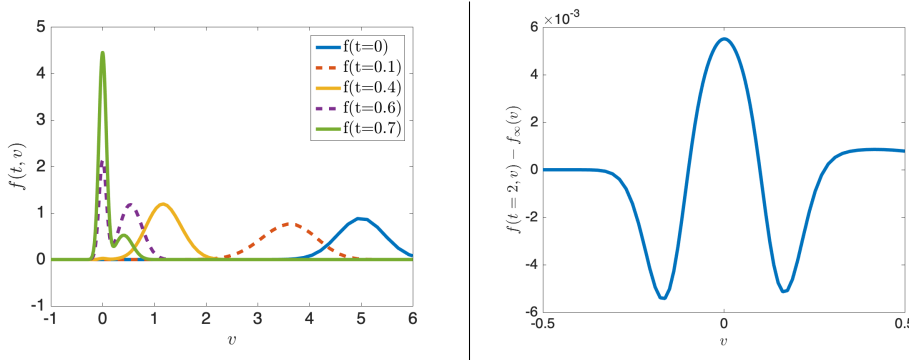 5
4
3
2
1
0
-1
-1
0
1
2
3
4
5
6
v
f(t, v)
f(t=0)
f(t=0.1)
f(t=0.4)
f(t=0.6)
f(t=0.7)
×10⁻³
6
4
2
0
-2
-4
-6
-0.5
0
0.5
v
f(t = 2, v) − f∞(v)